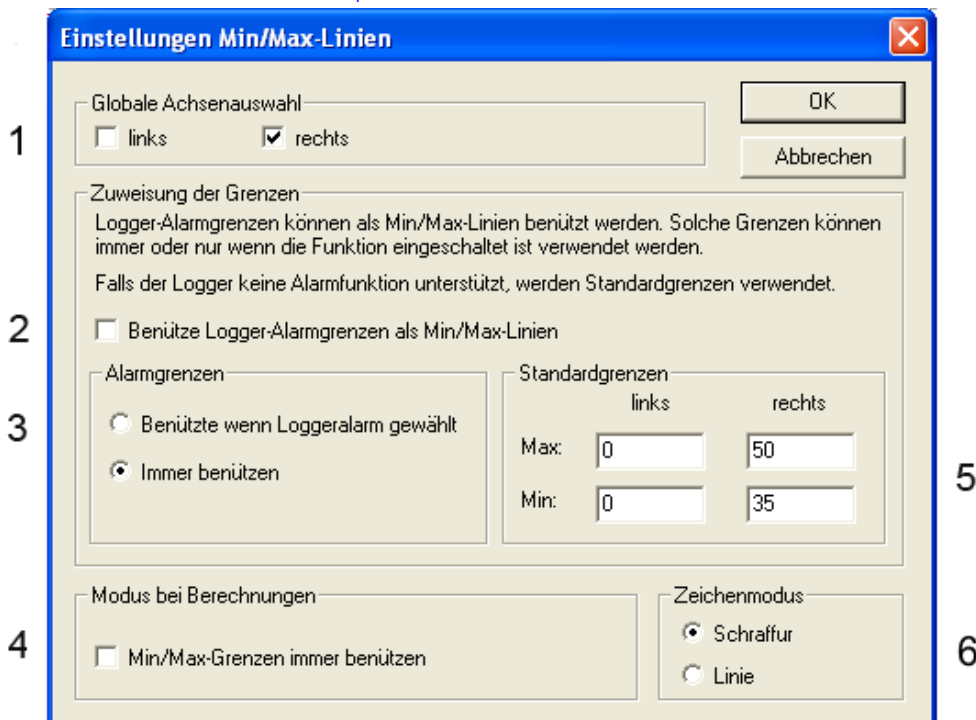 Einstellungen Min/Max-Linien
Globale Achsenauswahl
OK
1
links rechts
Abbrechen
Zuweisung der Grenzen
Logger-Alarmgrenzen können als Min/Max-Linien benützt werden. Solche Grenzen können
immer oder nur wenn die Funktion eingeschaltet ist verwendet werden.
Falls der Logger keine Alarmfunktion unterstützt, werden Standardgrenzen verwendet.
2
Benütze Logger-Alarmgrenzen als Min/Max-Linien
Alarmgrenzen
3
Benützte wenn Loggeralarm gewählt
Immer benützen
Standardgrenzen
links rechts
Max: 0 50
Min: 0 35
5
Modus bei Berechnungen
4
Min/Max-Grenzen immer benützen
Zeichenmodus
Schraffur
Linie
6